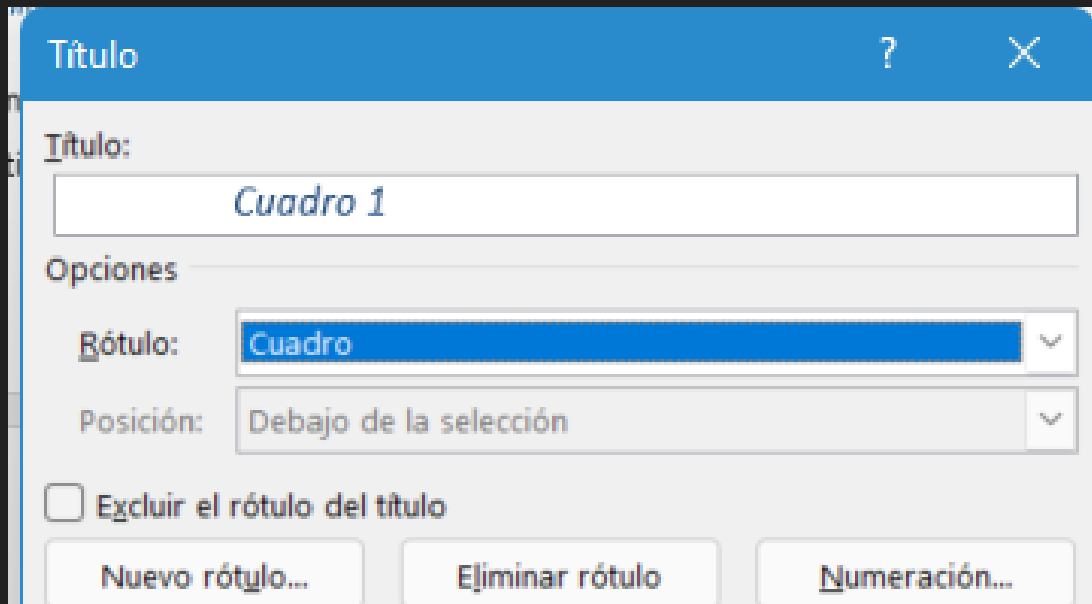 Título ?
Título:
Cuadro 1
Opciones
Rótulo: Cuadro
Posición: Debajo de la selección
Excluir el rótulo del título
Nuevo rótulo... Eliminar rótulo Numeración...